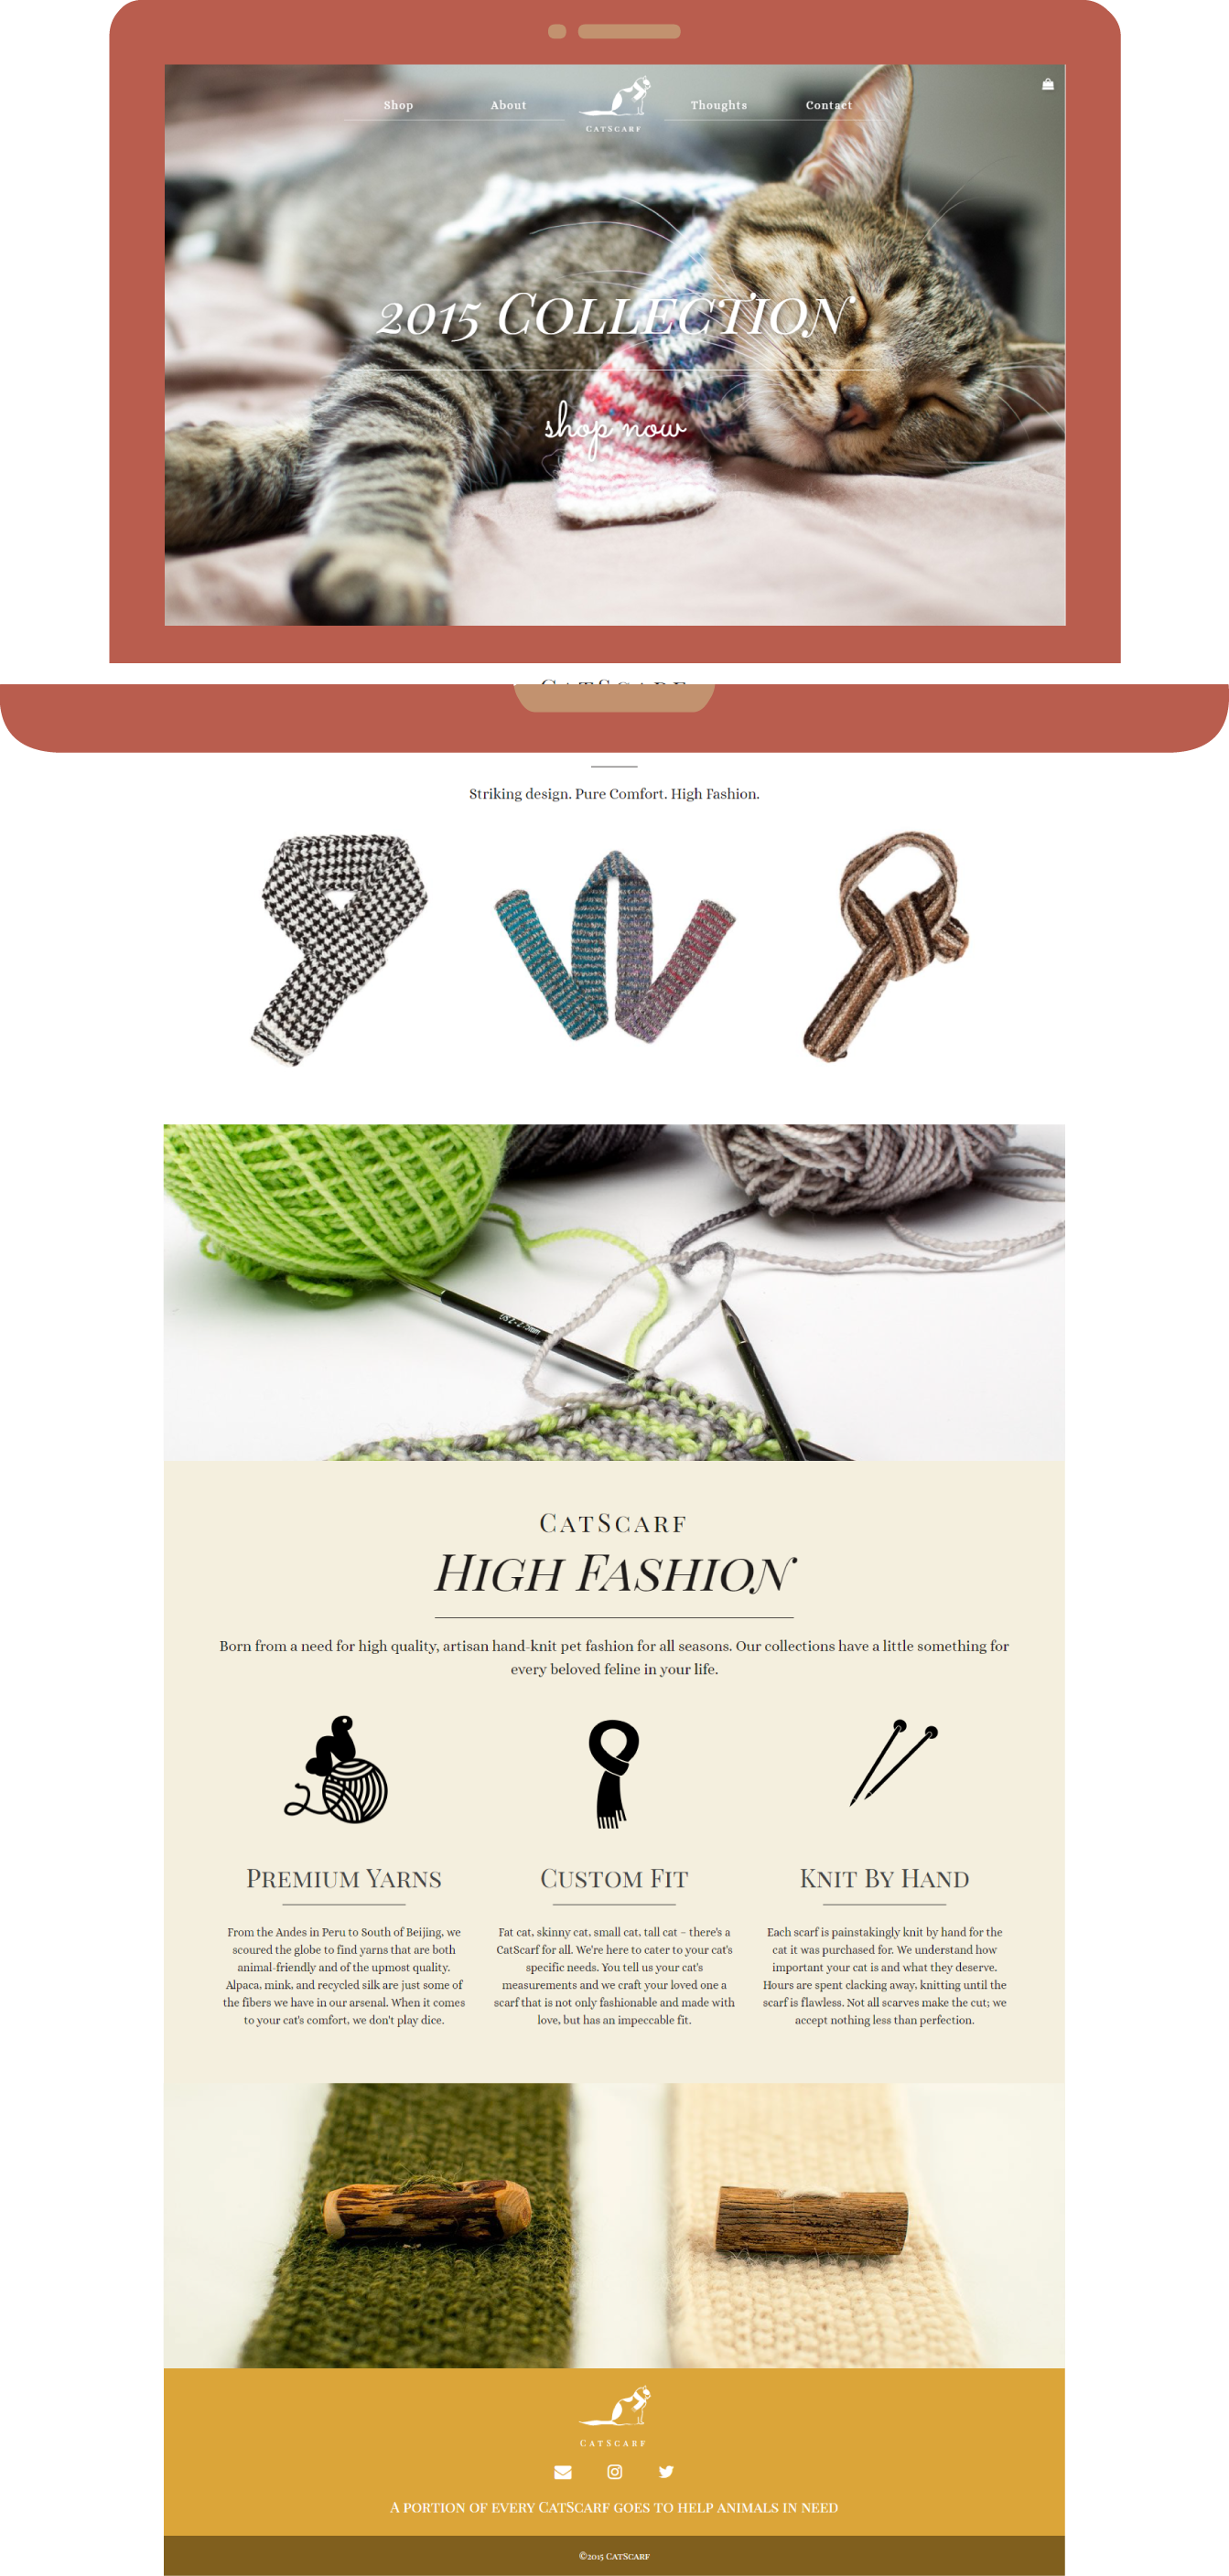 Shop
About
CatScarf
Thoughts
Contact
2015 Collection
shop now
CatScarf
Striking design. Pure Comfort. High Fashion.
CatScarf
High Fashion
Born from a need for high quality, artisan hand-knit pet fashion for all seasons. Our collections have a little something for
every beloved feline in your life.
Premium Yarns
From the Andes in Peru to South of Beijing, we
scoured the globe to find yarns that are both
animal-friendly and of the upmost quality.
Alpaca, mink, and recycled silk are just some of
the fibers we have in our arsenal. When it comes
to your cat's comfort, we don't play dice.
Custom Fit
Fat cat, skinny cat, small cat, tall cat – there's a
CatScarf for all. We're here to cater to your cat's
specific needs. You tell us your cat's
measurements and we craft your loved one a
scarf that is not only fashionable and made with
love, but has an impeccable fit.
Knit By Hand
Each scarf is painstakingly knit by hand for the
cat it was purchased for. We understand how
important your cat is and what they deserve.
Hours are spent clacking away, knitting until the
scarf is flawless. Not all scarves make the cut; we
accept nothing less than perfection.
CatScarf
A portion of every CatScarf goes to help animals in need
©2015 CatScarf